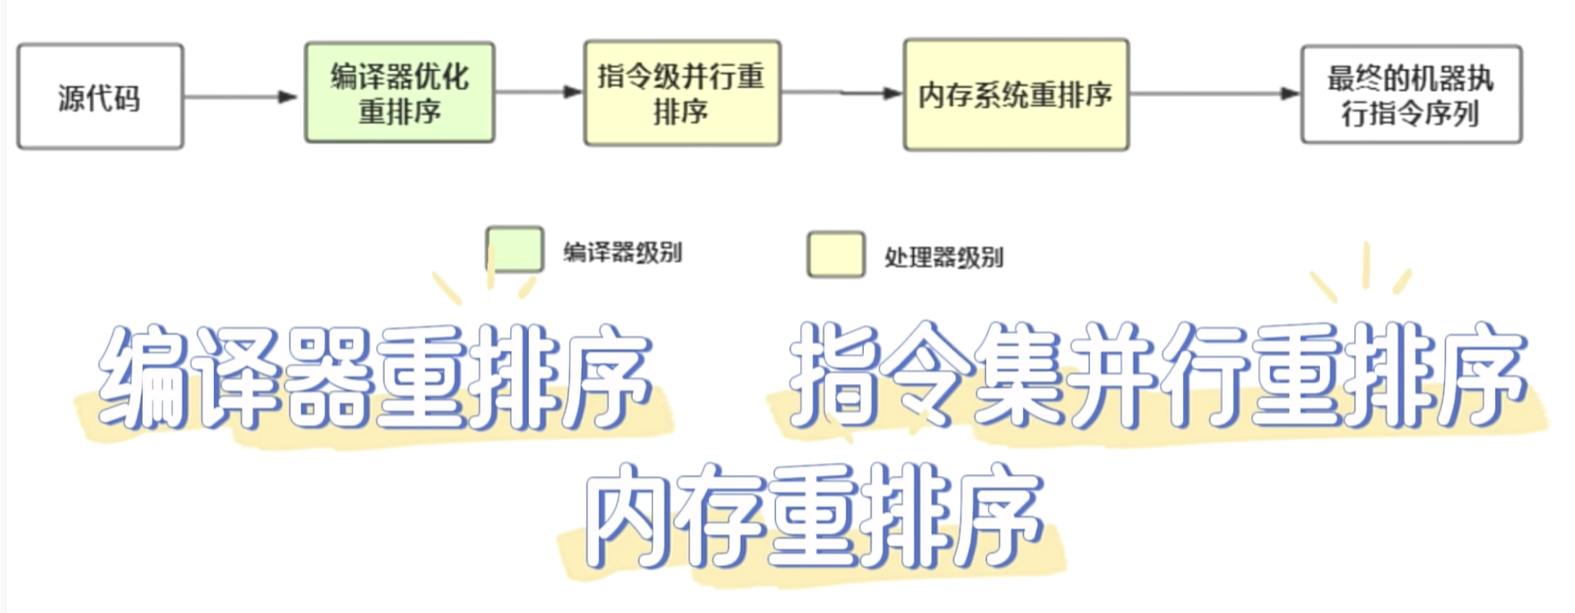 源代码
编译器优化
重排序
指令级并行重
排序
内存系统重排序
最终的机器执
行指令序列
编译器级别
处理器级别
编译器重排序
指令集并行重排序
内存重排序